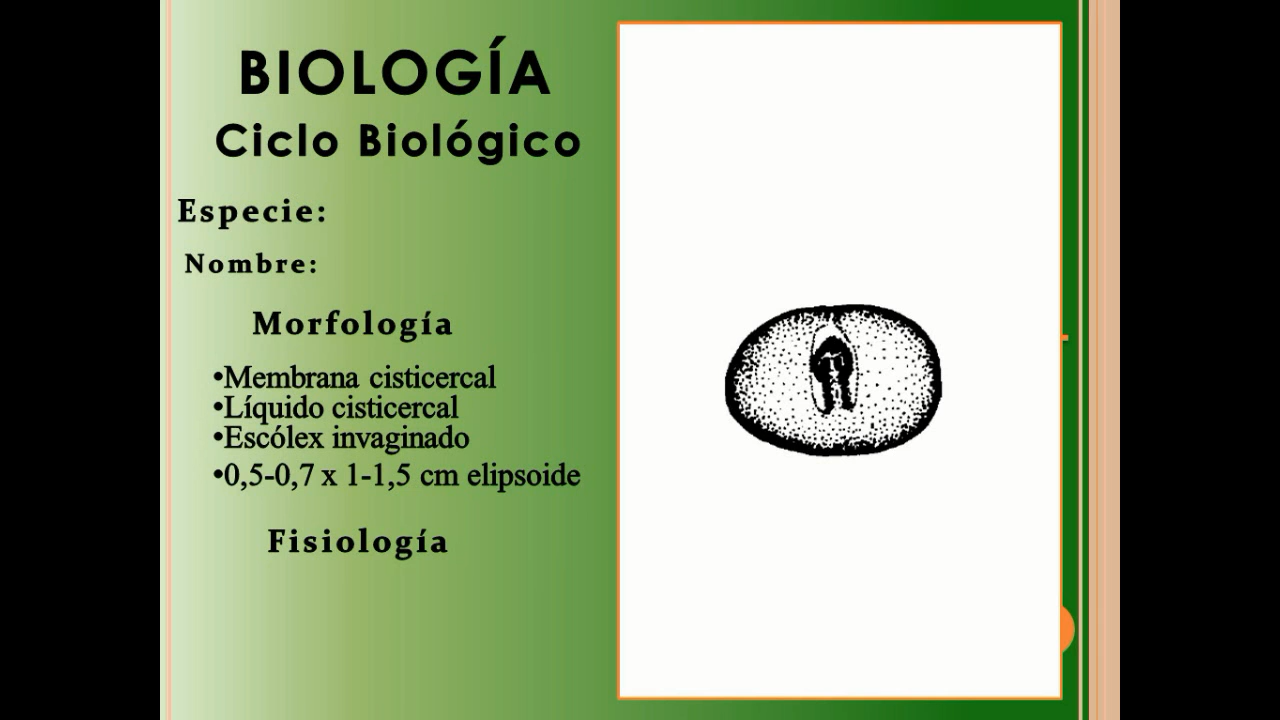 BIOLOGÍA
Ciclo Biológico
Especie:
Nombre:
Morfología
•Membrana cisticercal
•Líquido cisticercal
•Escólex invaginado
•0,5-0,7 x 1-1,5 cm elipsoide
Fisiología